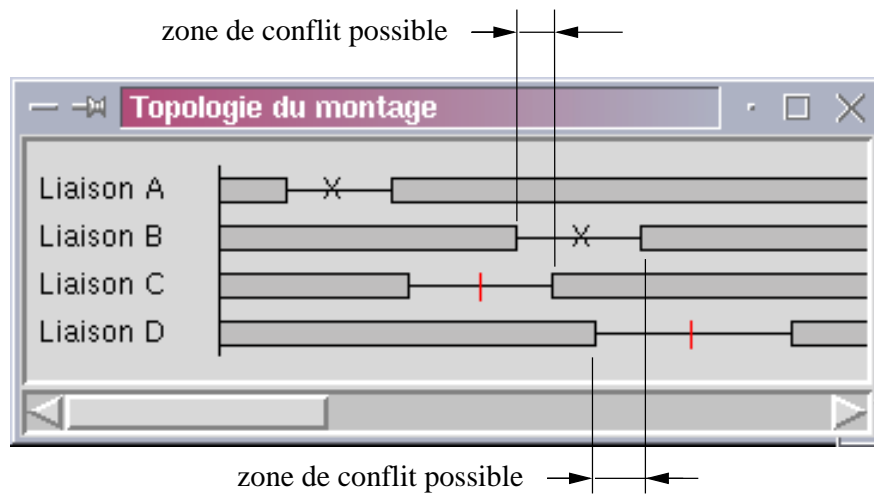 zone de conflit possible
Topologie du montage
Liaison A
Liaison B
Liaison C
Liaison D
zone de conflit possible